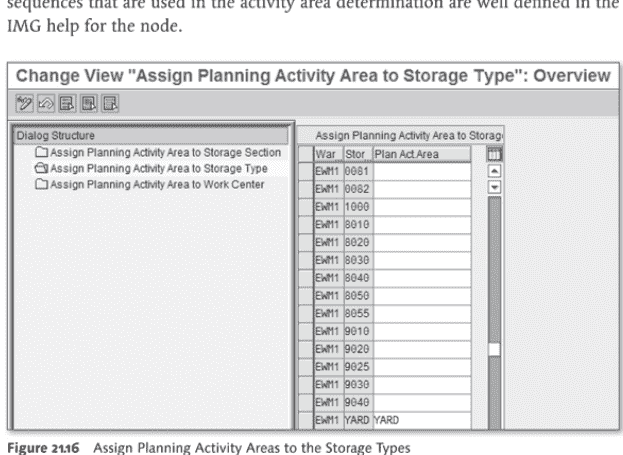 sequences that are used in the activity area determination are well defined in the
IMG help for the node.
Change View "Assign Planning Activity Area to Storage Type": Overview
Dialog Structure
Assign Planning Activity Area to Storage Section
Assign Planning Activity Area to Storage Type
Assign Planning Activity Area to Work Center
Assign Planning Activity Area to Storag
War Stor Plan Act.Area
EWM1 0081
EWM1 0082
EWM1 1000
EWM1 8010
EWM1 8020
EWM1 8030
EWM1 8040
EWM1 8050
EWM1 8055
EWM1 9010
EWM1 9020
EWM1 9025
EWM1 9030
EWM1 9040
EWM1 YARD YARD
Figure 21.16 Assign Planning Activity Areas to the Storage Types